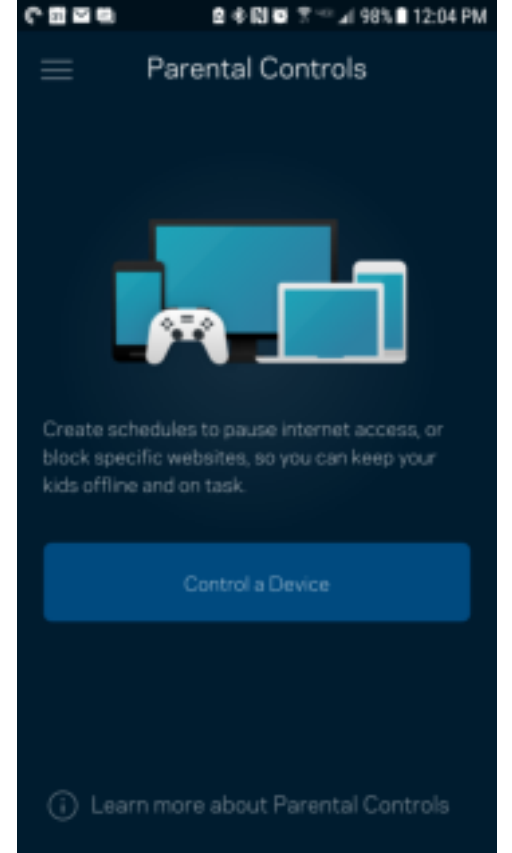 98% 12:04 PM
Parental Controls
Create schedules to pause internet access, or
block specific websites, so you can keep your
kids offline and on task.
Control a Device
Learn more about Parental Controls